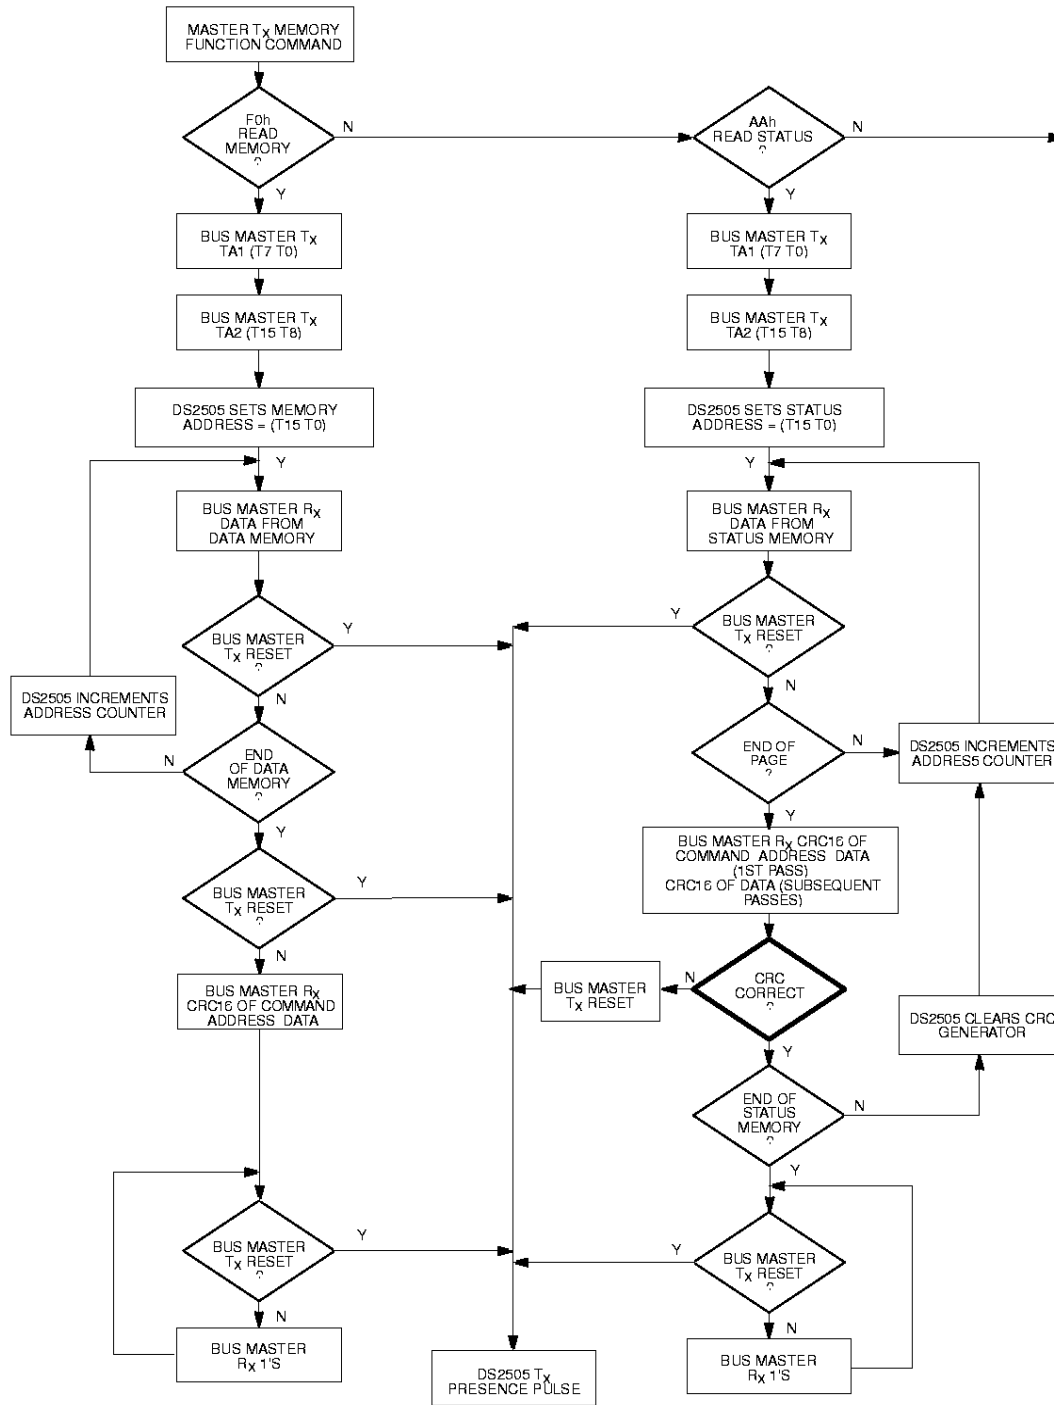 MASTER TX MEMORY
FUNCTION COMMAND
F0h
READ
MEMORY
?
N
Y
AAh
READ STATUS
?
N
Y
BUS MASTER TX
TA1 (T7 T0)
BUS MASTER TX
TA1 (T7 T0)
BUS MASTER TX
TA2 (T15 T8)
BUS MASTER TX
TA2 (T15 T8)
DS2505 SETS MEMORY
ADDRESS = (T15 T0)
DS2505 SETS STATUS
ADDRESS = (T15 T0)
Y
Y
BUS MASTER RX
DATA FROM
DATA MEMORY
BUS MASTER RX
DATA FROM
STATUS MEMORY
BUS MASTER
TX RESET
?
Y
N
Y
BUS MASTER
TX RESET
?
N
DS2505 INCREMENTS
ADDRESS COUNTER
N
END
OF DATA
MEMORY
?
Y
END OF
PAGE
?
N
Y
DS2505 INCREMENTS
ADDRES5 COUNTER
BUS MASTER
TX RESET
?
Y
N
BUS MASTER RX CRC16 OF
COMMAND ADDRESS DATA
(1ST PASS)
CRC16 OF DATA (SUBSEQUENT
PASSES)
BUS MASTER RX
CRC16 OF COMMAND
ADDRESS DATA
BUS MASTER
TX RESET
N
CRC
CORRECT
?
Y
DS2505 CLEARS CRC
GENERATOR
END OF
STATUS
MEMORY
?
N
Y
BUS MASTER
TX RESET
?
Y
N
Y
BUS MASTER
TX RESET
?
N
BUS MASTER
RX 1'S
DS2505 TX
PRESENCE PULSE
BUS MASTER
RX 1'S